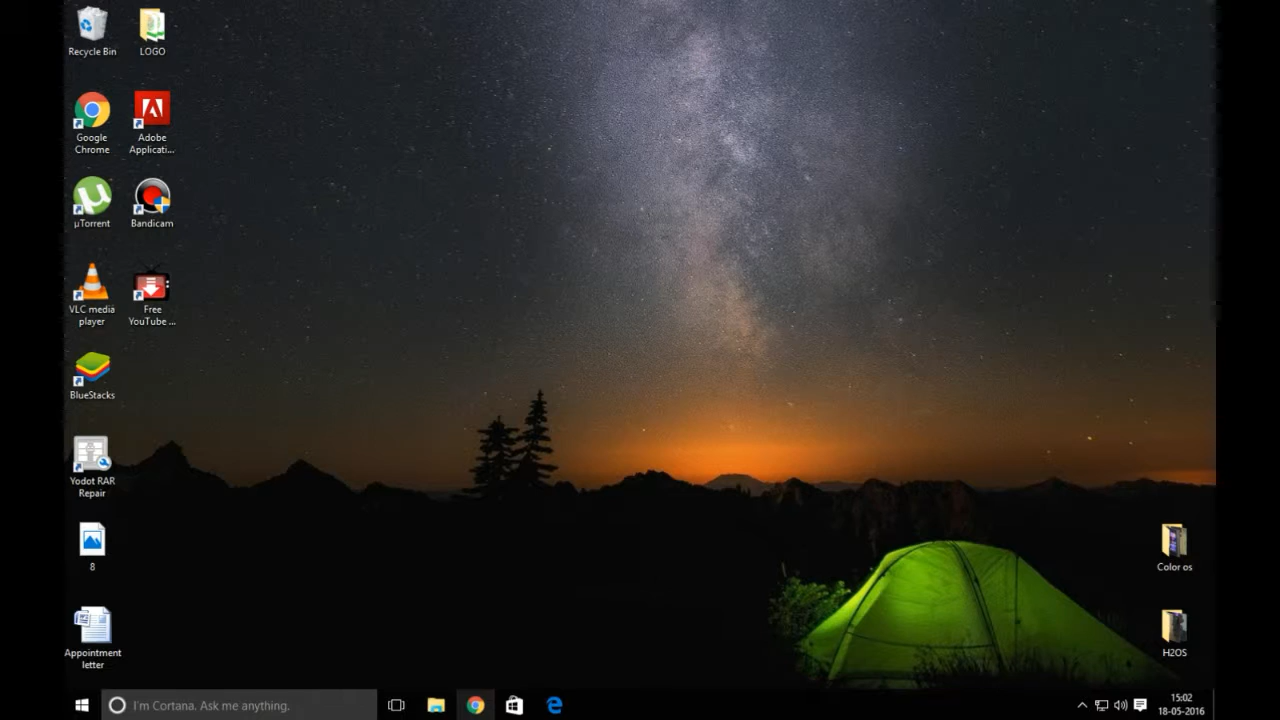 Recycle Bin
LOGO
Google
Chrome
Adobe
Applicati...
µTorrent
Bandicam
VLC media
player
Free
YouTube ...
BlueStacks
Yodot RAR
Repair
8
Appointment
letter
Color os
H2OS
I'm Cortana. Ask me anything.
15:02
18-05-2016